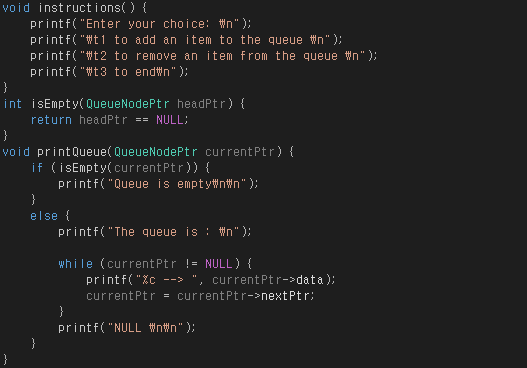 void instructions() {
    printf("Enter your choice: ₩n");
    printf("₩t1 to add an item to the queue ₩n");
    printf("₩t2 to remove an item from the queue ₩n");
    printf("₩t3 to end₩n");
}
int isEmpty(QueueNodePtr headPtr) {
    return headPtr == NULL;
}
void printQueue(QueueNodePtr currentPtr) {
    if (isEmpty(currentPtr)) {
        printf("Queue is empty₩n₩n");
    }
    else {
        printf("The queue is : ₩n");

        while (currentPtr != NULL) {
            printf("%c --> ", currentPtr->data);
            currentPtr = currentPtr->nextPtr;
        }
        printf("NULL ₩n₩n");
    }
}